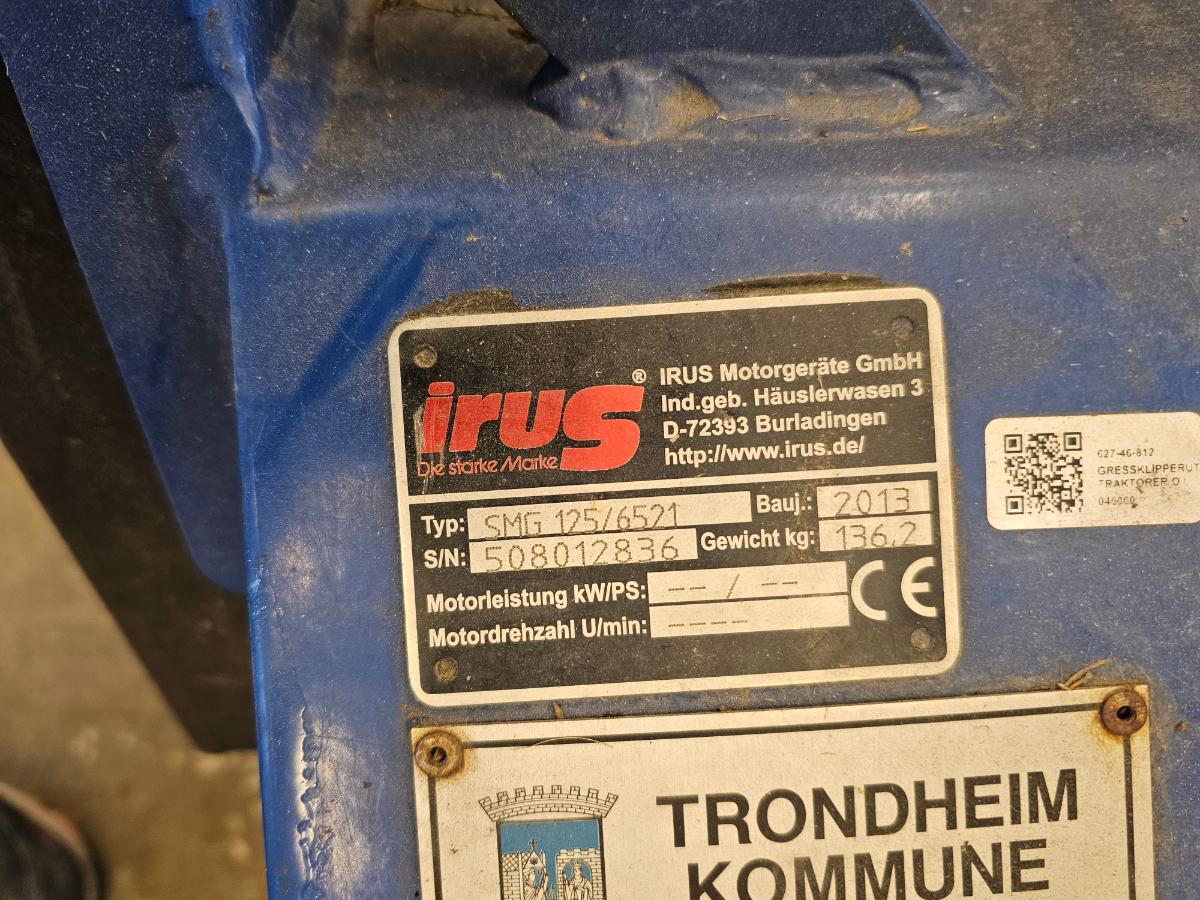 irus®
Die starke Marke
IRUS Motorgeräte GmbH
Ind.geb. Häuslerwasen 3
D-72393 Burladingen
http://www.irus.de/
Typ: SMG 125/6521 Bauj.: 2013
S/N: 508012836 Gewicht kg: 136,2
Motorleistung kW/PS: -- / --
Motordrehzahl U/min: ----
CE
627-46-812
GRESSKLIPPERUT
TRAKTORER O
TRONDHEIM
KOMMUNE